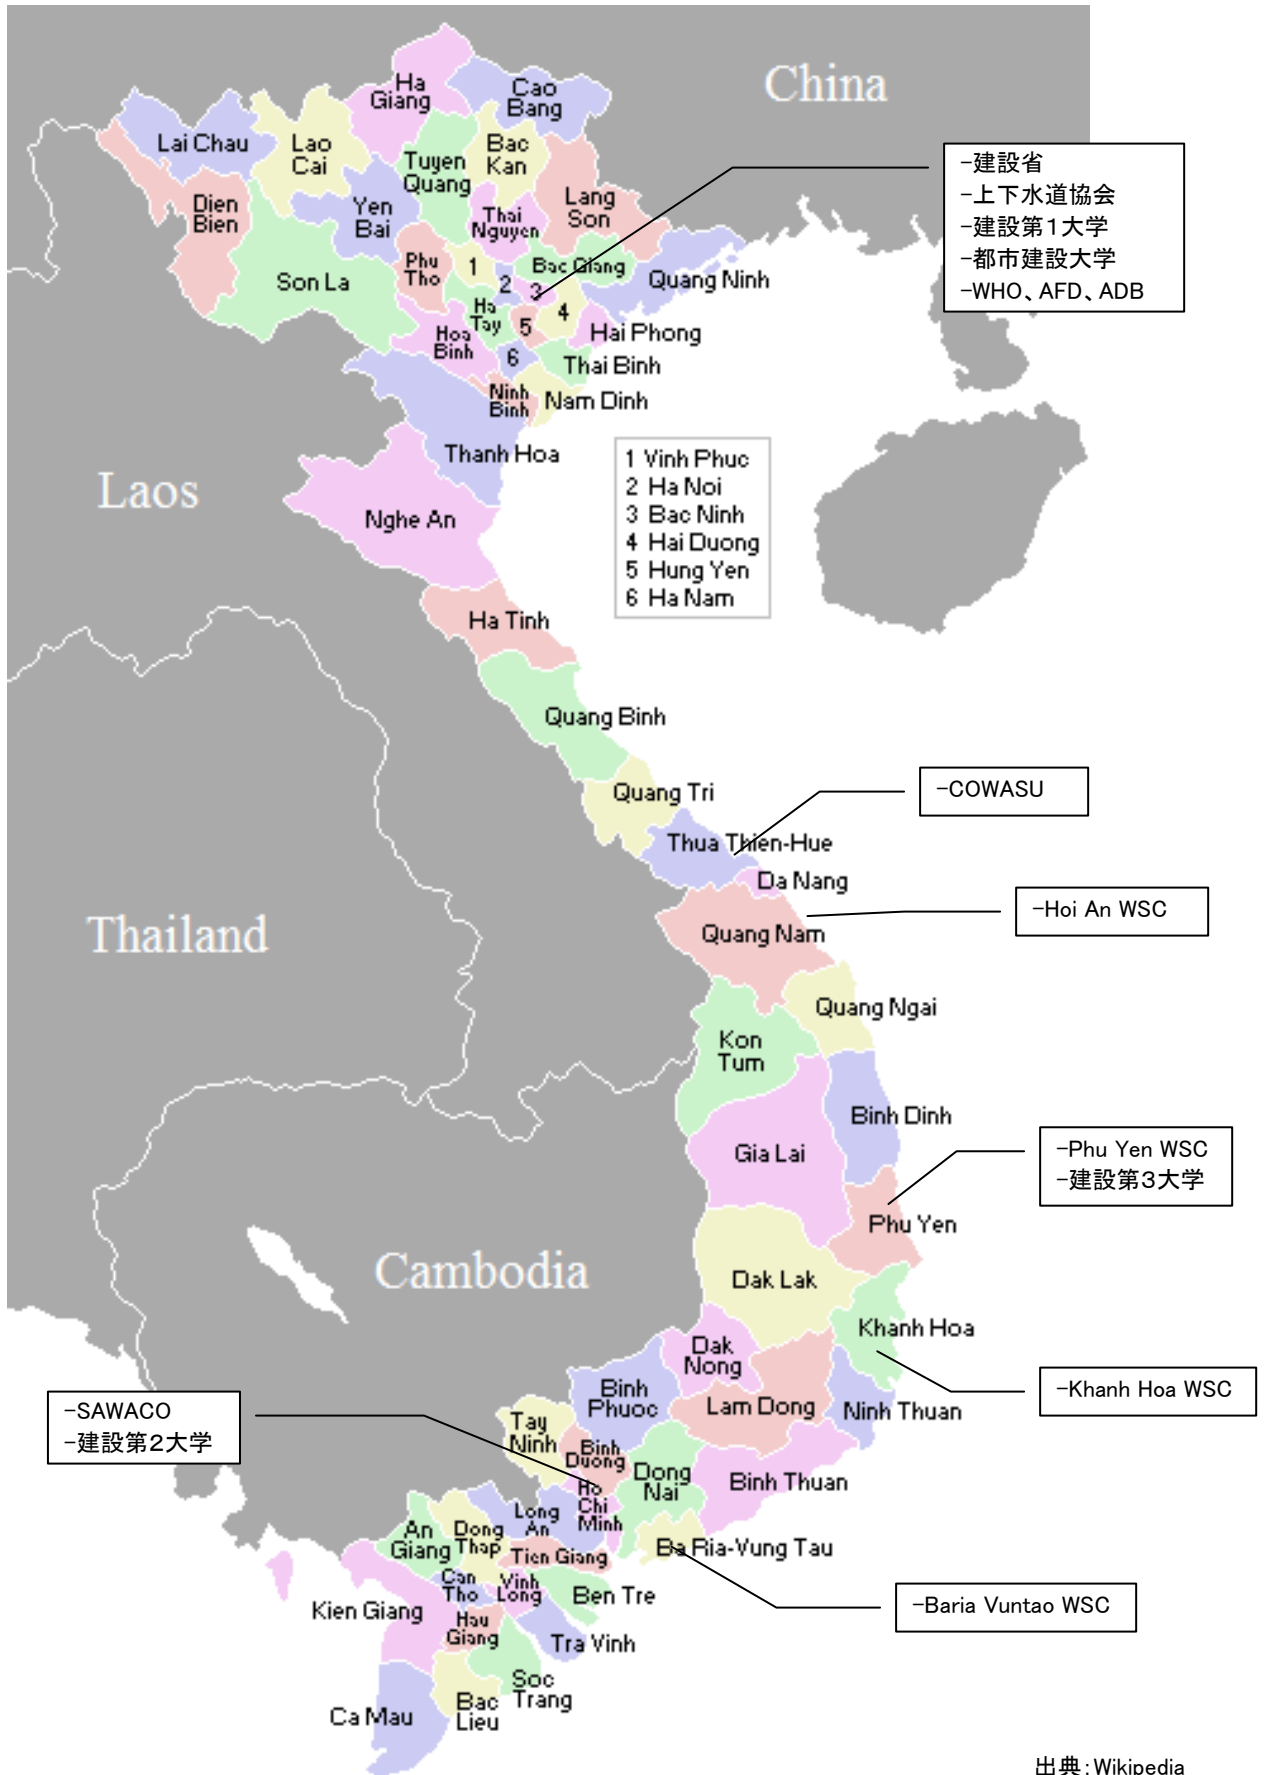 China
Ha
Giang
Cao
Bang
Lai Chau
Lao
Cai
Tuyen
Quang
Bac
Kan
Lang
Son
Dien
Bien
Yen
Bai
Thai
Nguyen
Phu
Tho
1
2
3
4
5
6
Bac Giang
Quang Ninh
Son La
Ha
Tay
Hoa
Binh
Hai Phong
Thai Binh
Ninh
Binh
Nam Dinh
Thanh Hoa
-建設省
-上下水道協会
-建設第1大学
-都市建設大学
-WHO、AFD、ADB
Laos
Nghe An
1 Vinh Phuc
2 Ha Noi
3 Bac Ninh
4 Hai Duong
5 Hung Yen
6 Ha Nam
Ha Tinh
Quang Binh
Quang Tri
-COWASU
Thua Thien-Hue
Da Nang
-Hoi An WSC
Thailand
Quang Nam
Quang Ngai
Kon
Tum
Binh Dinh
Gia Lai
-Phu Yen WSC
-建設第3大学
Phu Yen
Cambodia
Dak Lak
Khanh Hoa
Dak
Nong
-Khanh Hoa WSC
Binh
Phuoc
Lam Dong
Ninh Thuan
-SAWACO
-建設第2大学
Tay
Ninh
Binh
Duong
Dong
Nai
Binh Thuan
Ho
Chi
Minh
Long
An
An
Giang
Dong
Thap
Tien Giang
Ba Ria-Vung Tau
Can
Tho
Vinh
Long
Ben Tre
-Baria Vuntao WSC
Kien Giang
Hau
Giang
Tra Vinh
Soc
Trang
Bac
Lieu
Ca Mau
出典：Wikipedia